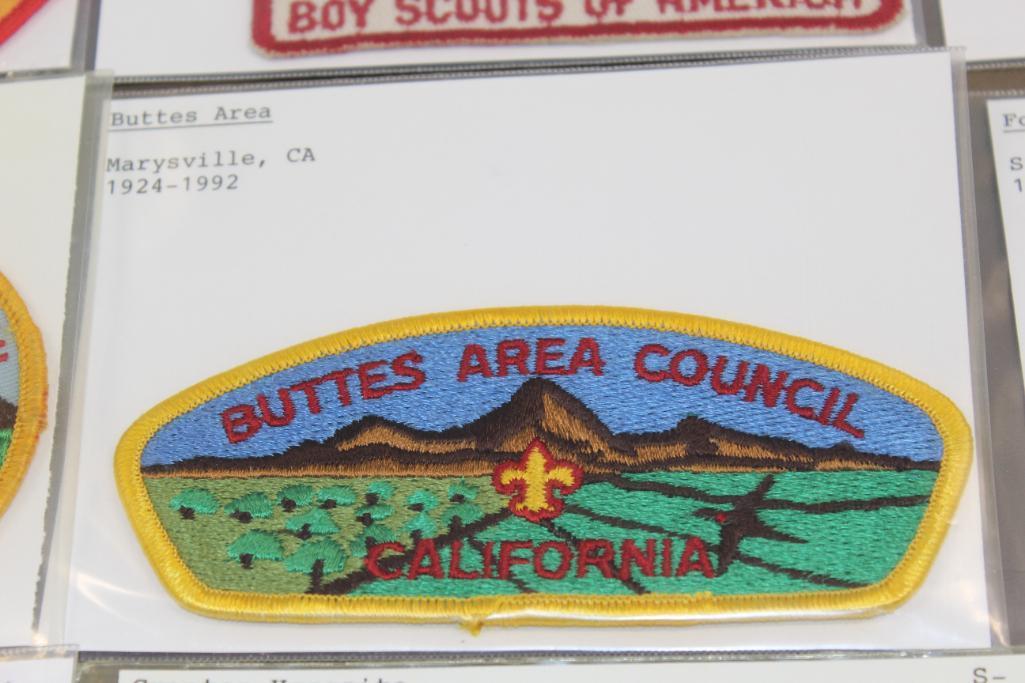 BOY SCOUTS OF AMERICA
Buttes Area
Marysville, CA
1924-1992
BUTTES AREA COUNCIL
CALIFORNIA
S-